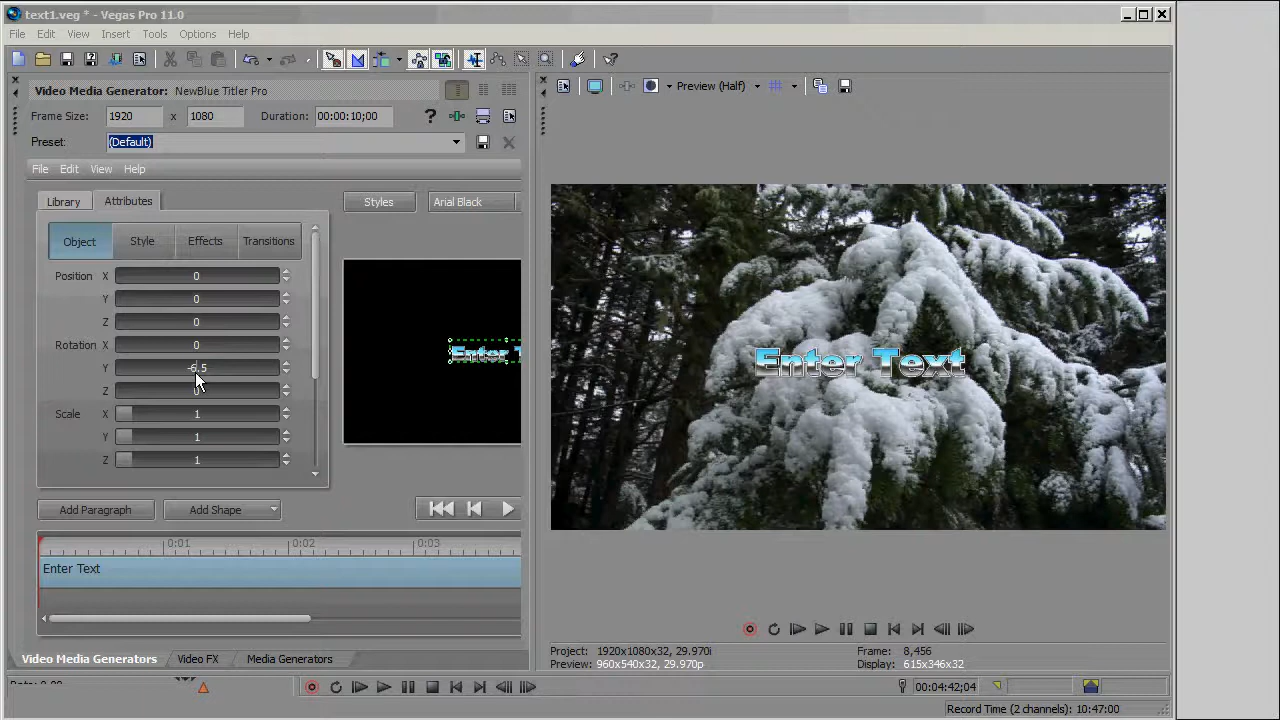 text1.veg * - Vegas Pro 11.0
File Edit View Insert Tools Options Help
Video Media Generator: NewBlue Titler Pro
Frame Size: 1920 x 1080 Duration: 00:00:10;00 ?
Preset: (Default)
Preview (Half)
File Edit View Help
Library Attributes
Styles Arial Black
Object Style Effects Transitions
Position X 0
Y 0
Z 0
Rotation X 0
Y -6.5
Z 0
Scale X 1
Y 1
Z 1
Enter T
Enter Text
Add Paragraph Add Shape
0:01 0:02 0:03
Enter Text
Project: 1920x1080x32, 29.970i
Preview: 960x540x32, 29.970p
Frame: 8,456
Display: 615x346x32
Video Media Generators Video FX Media Generators
00:04:42;04
Record Time (2 channels): 10:47:00